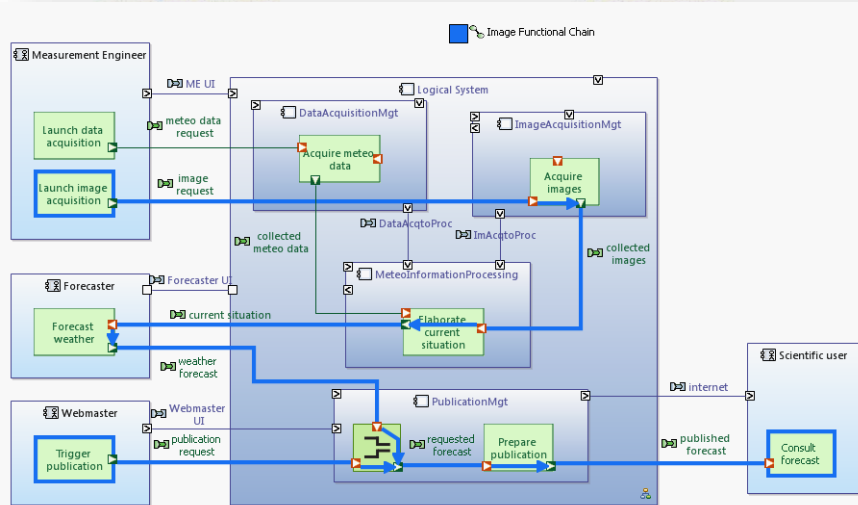 Image Functional Chain
Measurement Engineer
ME UI
Logical System
DataAcquisitionMgt
ImageAcquisitionMgt
Launch data
acquisition
meteo data
request
Acquire meteo
data
Launch image
acquisition
image
request
Acquire
images
DataAcqtoProc
ImAcqtoProc
collected
meteo data
collected
images
Forecaster
Forecaster UI
MeteoInformationProcessing
Forecast
weather
current situation
Elaborate
current
situation
weather
forecast
Scientific user
internet
Webmaster
Webmaster
UI
PublicationMgt
Trigger
publication
publication
request
requested
forecast
Prepare
publication
published
forecast
Consult
forecast